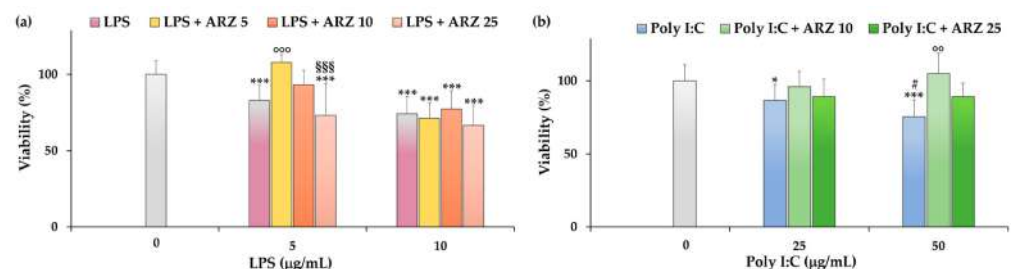 (a)
LPS LPS + ARZ 5 LPS + ARZ 10 LPS + ARZ 25
Viability (%)
100
50
0
***
°°°
§§§
***
***
***
***
***
0 5 10
LPS (µg/mL)
(b)
Poly I:C Poly I:C + ARZ 10 Poly I:C + ARZ 25
Viability (%)
100
50
0
*
#
***
°°
0 25 50
Poly I:C (µg/mL)